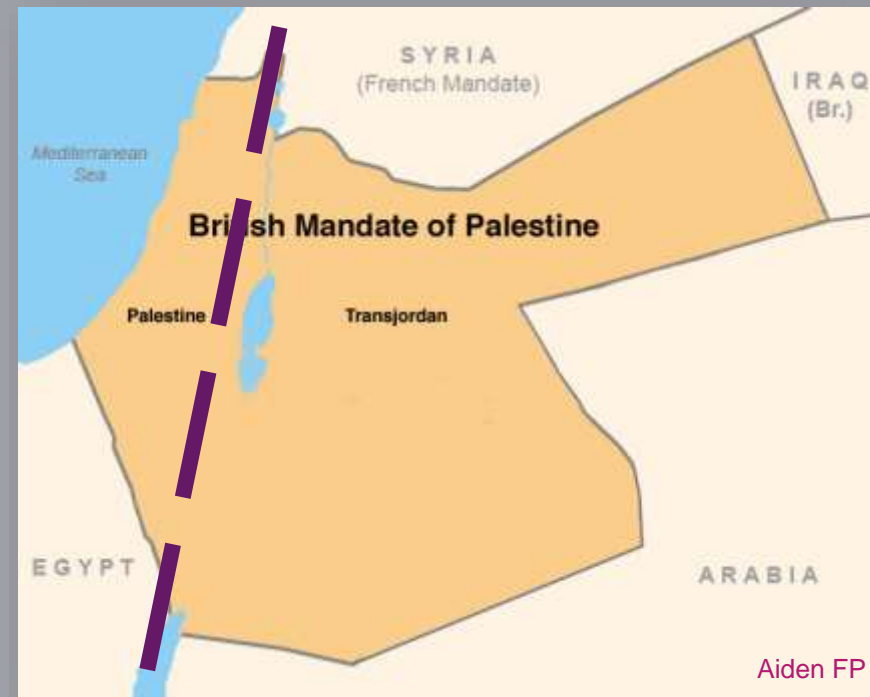 SYRIA
(French Mandate)
IRAQ
(Br.)
Mediterranean
Sea
British Mandate of Palestine
Palestine
Transjordan
EGYPT
ARABIA
Aiden FP